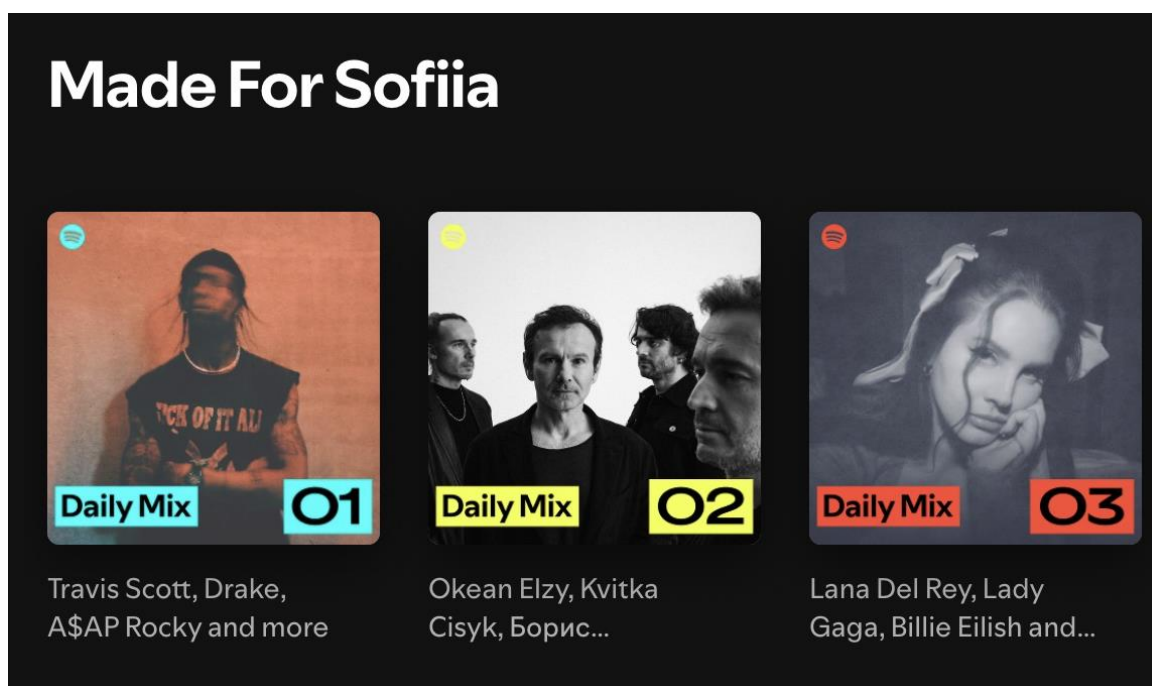 Made For Sofiia
Daily Mix
01
Daily Mix
02
Daily Mix
03
Travis Scott, Drake,
A$AP Rocky and more
Okean Elzy, Kvitka
Cisyk, Борис...
Lana Del Rey, Lady
Gaga, Billie Eilish and...